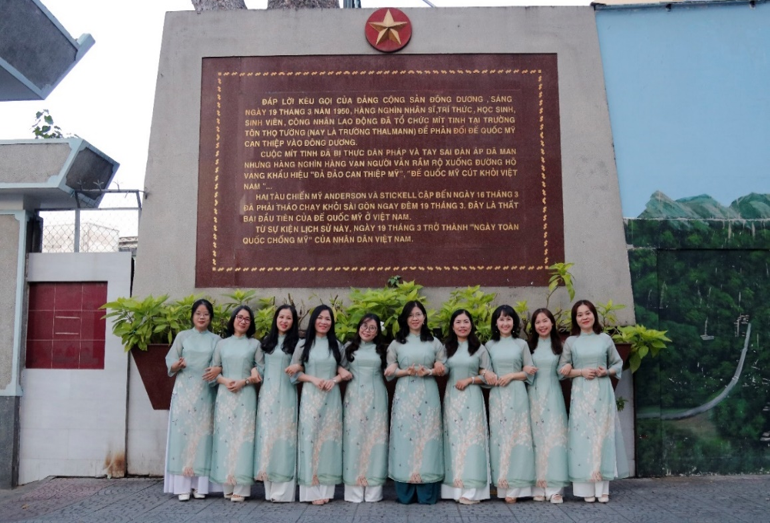 ĐÁP LỜI KÊU GỌI CỦA ĐẢNG CỘNG SẢN ĐÔNG DƯƠNG, SÁNG
NGÀY 19 THÁNG 3 NĂM 1950, HÀNG NGHÌN NHÂN SĨ, TRÍ THỨC, HỌC SINH,
SINH VIÊN, CÔNG NHÂN LAO ĐỘNG ĐÃ TỔ CHỨC MÍT TINH TẠI TRƯỜNG
TÔN THỌ TƯỜNG (NAY LÀ TRƯỜNG THALMANN) ĐỂ PHẢN ĐỐI ĐẾ QUỐC MỸ
CAN THIỆP VÀO ĐÔNG DƯƠNG.
CUỘC MÍT TINH ĐÃ BỊ THỰC DÂN PHÁP VÀ TAY SAI ĐÀN ÁP DÃ MAN
NHƯNG HÀNG NGHÌN HÀNG VẠN NGƯỜI VẪN RẦM RỘ XUỐNG ĐƯỜNG HÔ
VANG KHẨU HIỆU "ĐẢ ĐẢO CAN THIỆP MỸ", "ĐẾ QUỐC MỸ CÚT KHỎI VIỆT
NAM"...
HAI TÀU CHIẾN MỸ ANDERSON VÀ STICKELL CẬP BẾN NGÀY 16 THÁNG 3
ĐÃ PHẢI THÁO CHẠY KHỎI SÀI GÒN NGAY ĐÊM 19 THÁNG 3. ĐÂY LÀ THẤT
BẠI ĐẦU TIÊN CỦA ĐẾ QUỐC MỸ Ở VIỆT NAM.
TỪ SỰ KIỆN LỊCH SỬ NÀY, NGÀY 19 THÁNG 3 TRỞ THÀNH "NGÀY TOÀN
QUỐC CHỐNG MỸ" CỦA NHÂN DÂN VIỆT NAM.